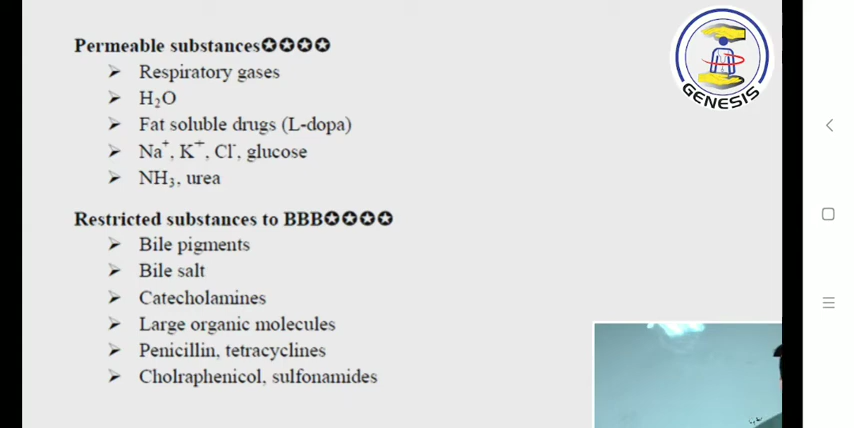 Permeable substances✪✪✪✪
➢ Respiratory gases
➢ H₂O
➢ Fat soluble drugs (L-dopa)
➢ Na⁺, K⁺, Cl⁻, glucose
➢ NH₃, urea
Restricted substances to BBB✪✪✪✪
➢ Bile pigments
➢ Bile salt
➢ Catecholamines
➢ Large organic molecules
➢ Penicillin, tetracyclines
➢ Cholraphenicol, sulfonamides
GENESIS